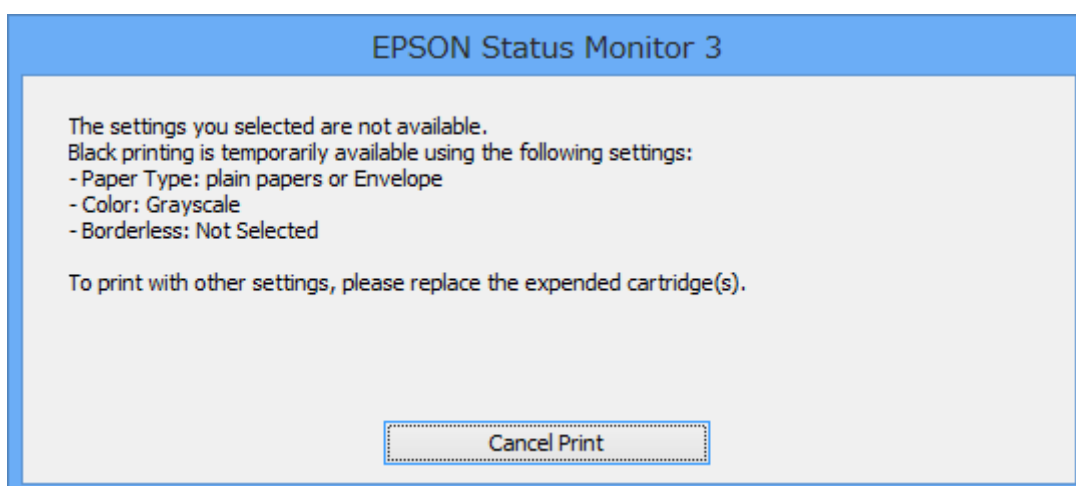 EPSON Status Monitor 3
The settings you selected are not available.
Black printing is temporarily available using the following settings:
- Paper Type: plain papers or Envelope
- Color: Grayscale
- Borderless: Not Selected
To print with other settings, please replace the expended cartridge(s).
Cancel Print